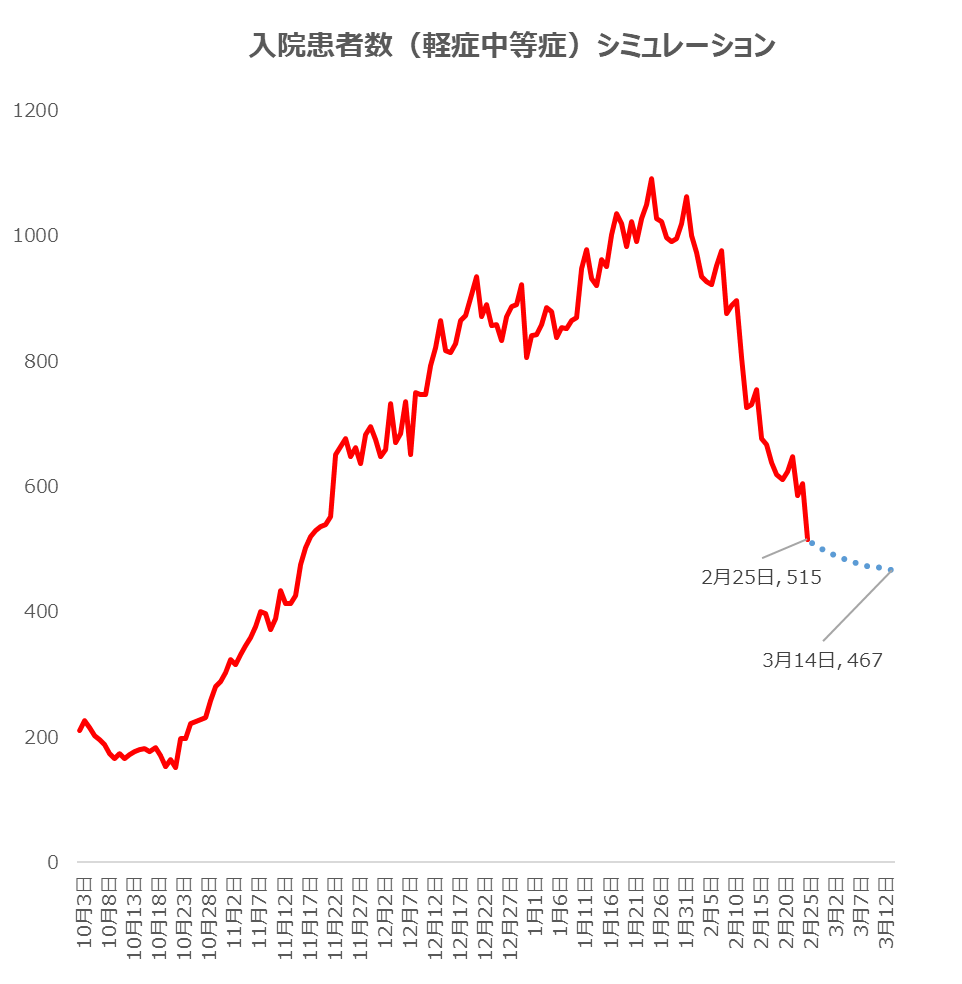 入院患者数（軽症中等症）シミュレーション
1200
1000
800
600
400
200
0
2月25日, 515
3月14日, 467
10月3日
10月8日
10月13日
10月18日
10月23日
10月28日
11月2日
11月7日
11月12日
11月17日
11月22日
11月27日
12月2日
12月7日
12月12日
12月17日
12月22日
12月27日
1月1日
1月6日
1月11日
1月16日
1月21日
1月26日
1月31日
2月5日
2月10日
2月15日
2月20日
2月25日
3月2日
3月7日
3月12日